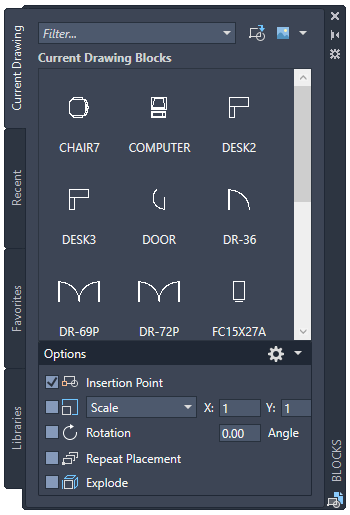 Current Drawing
Recent
Favorites
Libraries
Filter...
Current Drawing Blocks
CHAIR7 COMPUTER DESK2
DESK3 DOOR DR-36
DR-69P DR-72P FC15X27A
Options
Insertion Point
Scale X: 1 Y: 1
Rotation 0.00 Angle
Repeat Placement
Explode
BLOCKS